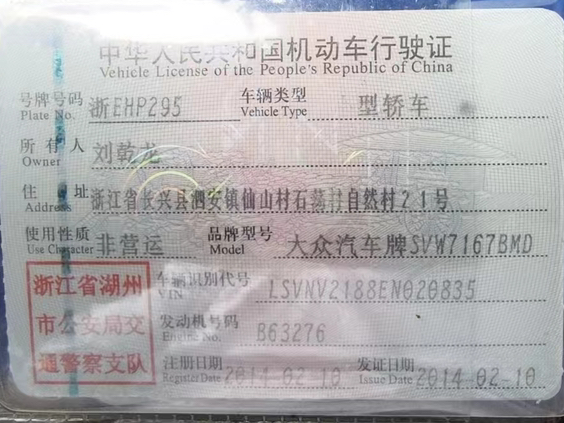 中华人民共和国机动车行驶证
Vehicle License of the People's Republic of China
号牌号码 浙EHP295 车辆类型 型轿车
Plate No. Vehicle Type
所有人 刘乾龙
Owner
住址 浙江省长兴县泗安镇仙山村石荡村自然村21号
Address
使用性质 非营运 品牌型号 大众汽车牌SVW7167BMD
Use Character Model
浙江省湖州
市公安局交
通警察支队
车辆识别代号 LSVNV2188EN020835
VIN
发动机号码 B63276
Engine No.
注册日期 2014-02-10 发证日期 2014-02-10
Register Date Issue Date